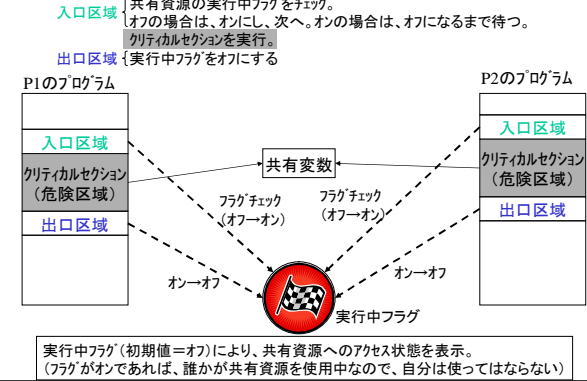 入口区域
共有資源の実行中フラグをチェック。
オフの場合は、オンにし、次へ。オンの場合は、オフになるまで待つ。
クリティカルセクションを実行。
出口区域 {実行中フラグをオフにする
P1のプログラム
P2のプログラム
入口区域
クリティカルセクション
(危険区域)
出口区域
共有変数
入口区域
クリティカルセクション
(危険区域)
出口区域
フラグチェック
(オフ→オン)
フラグチェック
(オフ→オン)
オン→オフ
オン→オフ
実行中フラグ
実行中フラグ(初期値=オフ)により、共有資源へのアクセス状態を表示。
(フラグがオンであれば、誰かが共有資源を使用中なので、自分は使ってはならない)